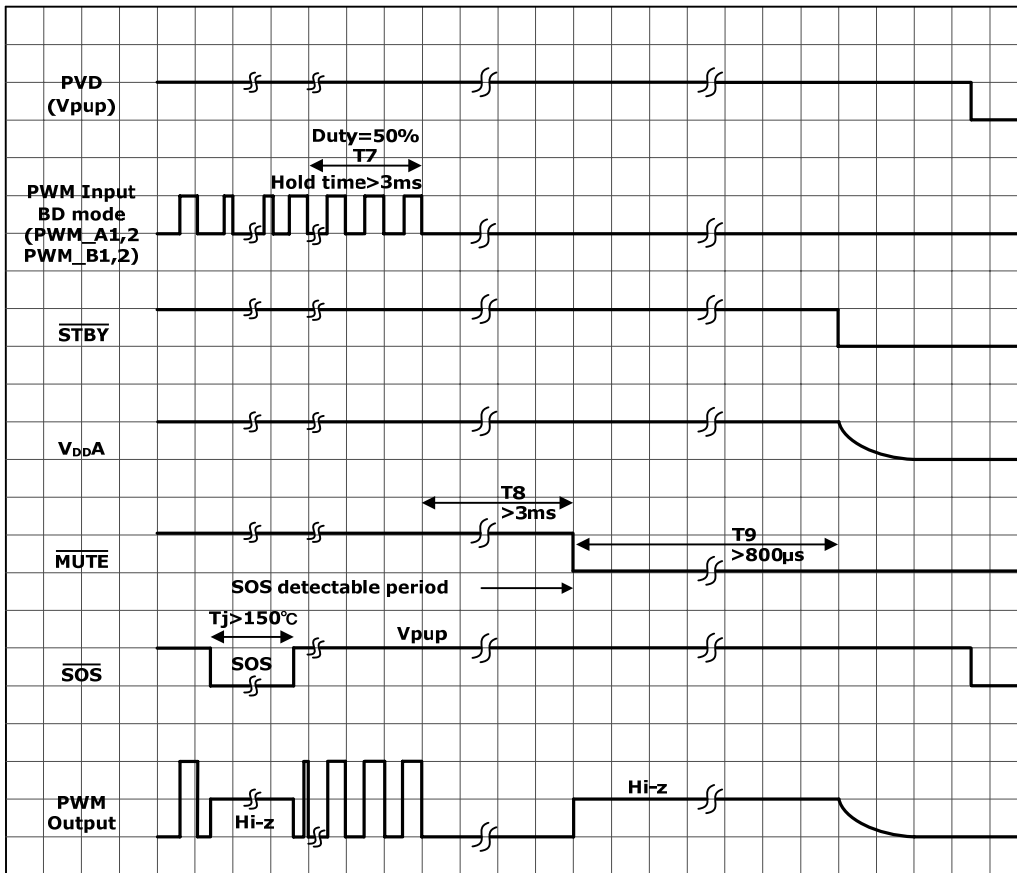 PVD
(Vpup)
Duty=50%
T7
Hold time>3ms
PWM Input
BD mode
(PWM_A1,2
PWM_B1,2)
STBY
VDDA
T8
>3ms
MUTE
T9
>800μs
SOS detectable period
Tj>150℃
Vpup
SOS
SOS
Hi-z
PWM
Output
Hi-z